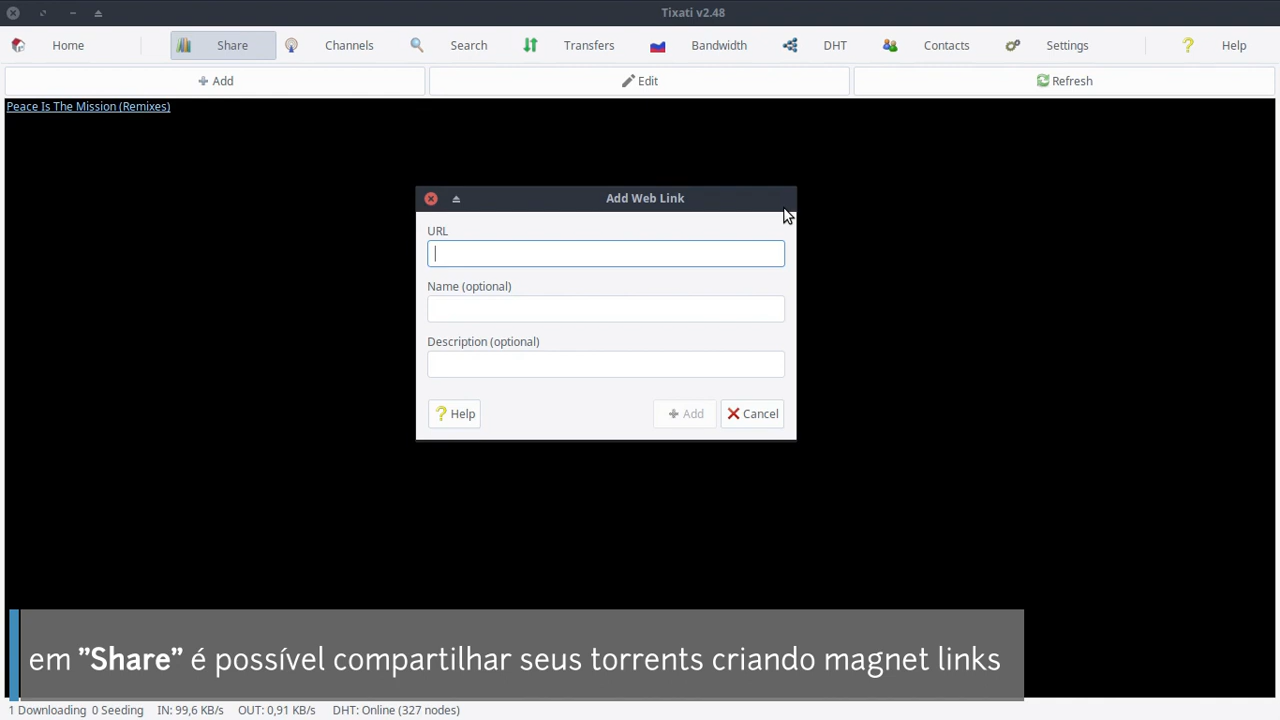 Tixati v2.48
Home Share Channels Search Transfers Bandwidth DHT Contacts Settings Help
Add Edit Refresh
Peace Is The Mission (Remixes)
Add Web Link
URL
Name (optional)
Description (optional)
Help Add Cancel
em "Share" é possível compartilhar seus torrents criando magnet links
1 Downloading 0 Seeding IN: 99,6 KB/s OUT: 0,91 KB/s DHT: Online (327 nodes)